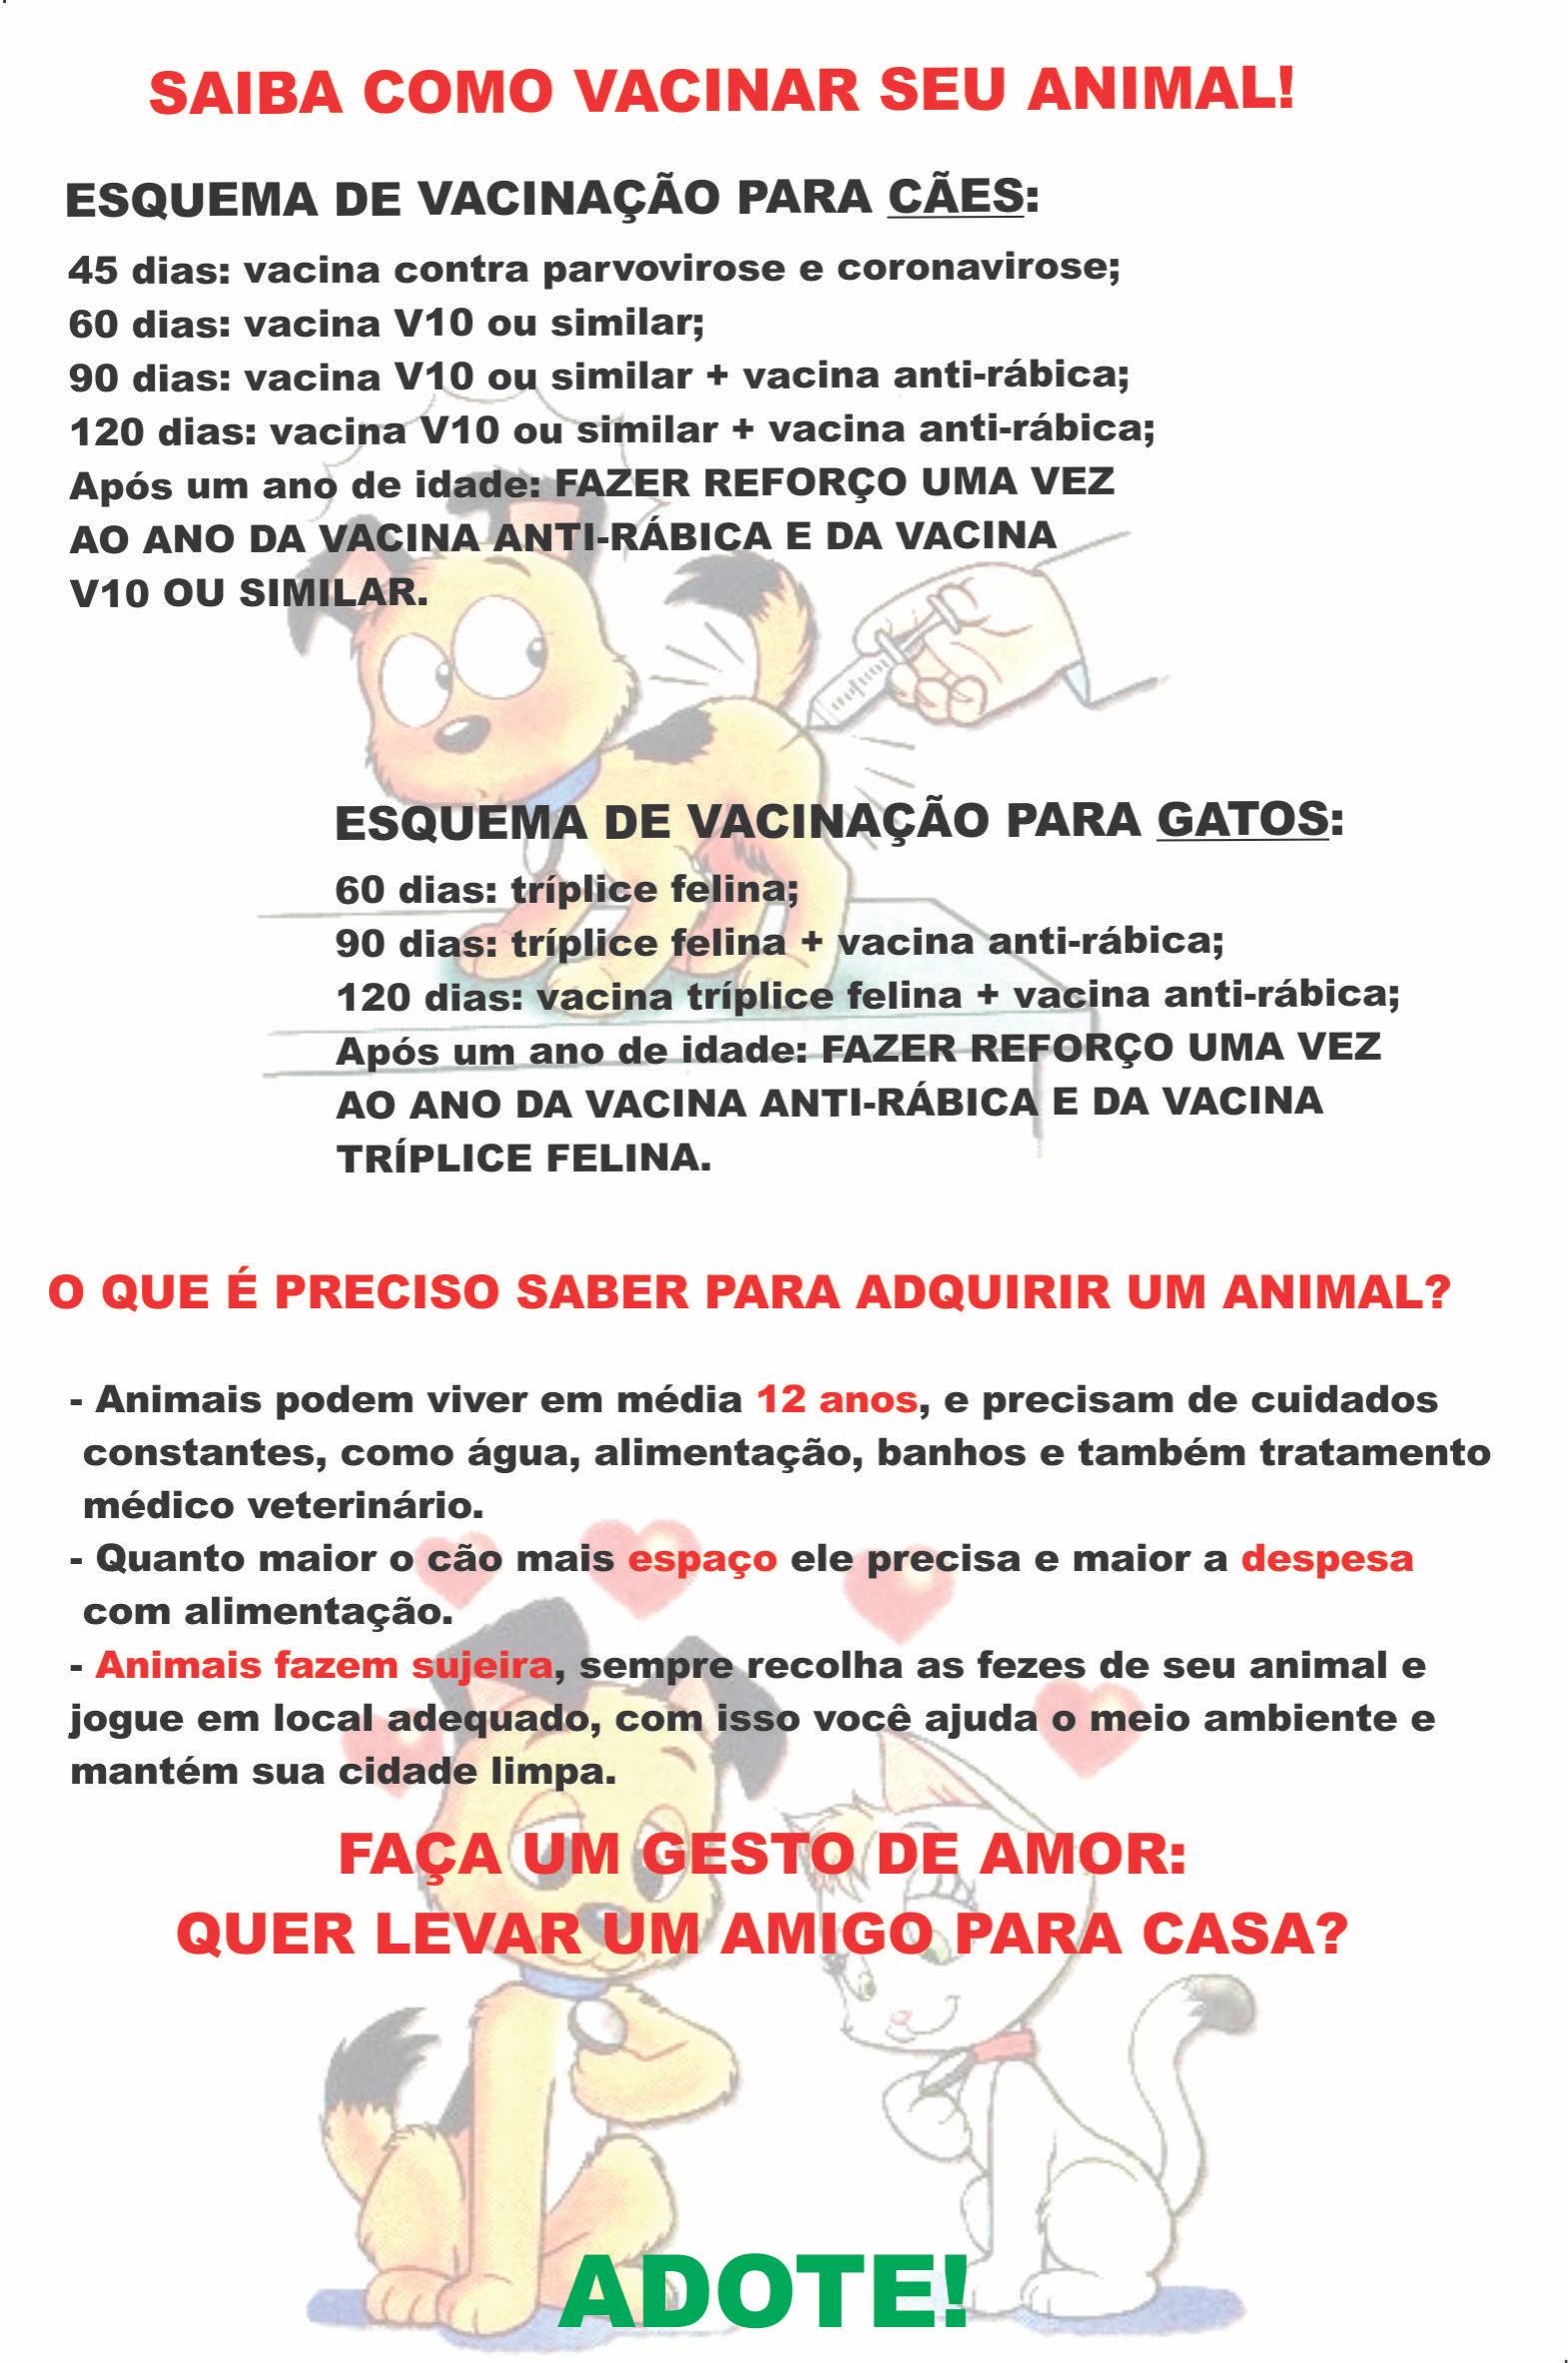 SAIBA COMO VACINAR SEU ANIMAL!
ESQUEMA DE VACINAÇÃO PARA CÃES:
45 dias: vacina contra parvovirose e coronavirose;
60 dias: vacina V10 ou similar;
90 dias: vacina V10 ou similar + vacina anti-rábica;
120 dias: vacina V10 ou similar + vacina anti-rábica;
Após um ano de idade: FAZER REFORÇO UMA VEZ
AO ANO DA VACINA ANTI-RÁBICA E DA VACINA
V10 OU SIMILAR.
ESQUEMA DE VACINAÇÃO PARA GATOS:
60 dias: tríplice felina;
90 dias: tríplice felina + vacina anti-rábica;
120 dias: vacina tríplice felina + vacina anti-rábica;
Após um ano de idade: FAZER REFORÇO UMA VEZ
AO ANO DA VACINA ANTI-RÁBICA E DA VACINA
TRÍPLICE FELINA.
O QUE É PRECISO SABER PARA ADQUIRIR UM ANIMAL?
- Animais podem viver em média 12 anos, e precisam de cuidados
constantes, como água, alimentação, banhos e também tratamento
médico veterinário.
- Quanto maior o cão mais espaço ele precisa e maior a despesa
com alimentação.
- Animais fazem sujeira, sempre recolha as fezes de seu animal e
jogue em local adequado, com isso você ajuda o meio ambiente e
mantém sua cidade limpa.
FAÇA UM GESTO DE AMOR:
QUER LEVAR UM AMIGO PARA CASA?
ADOTE!